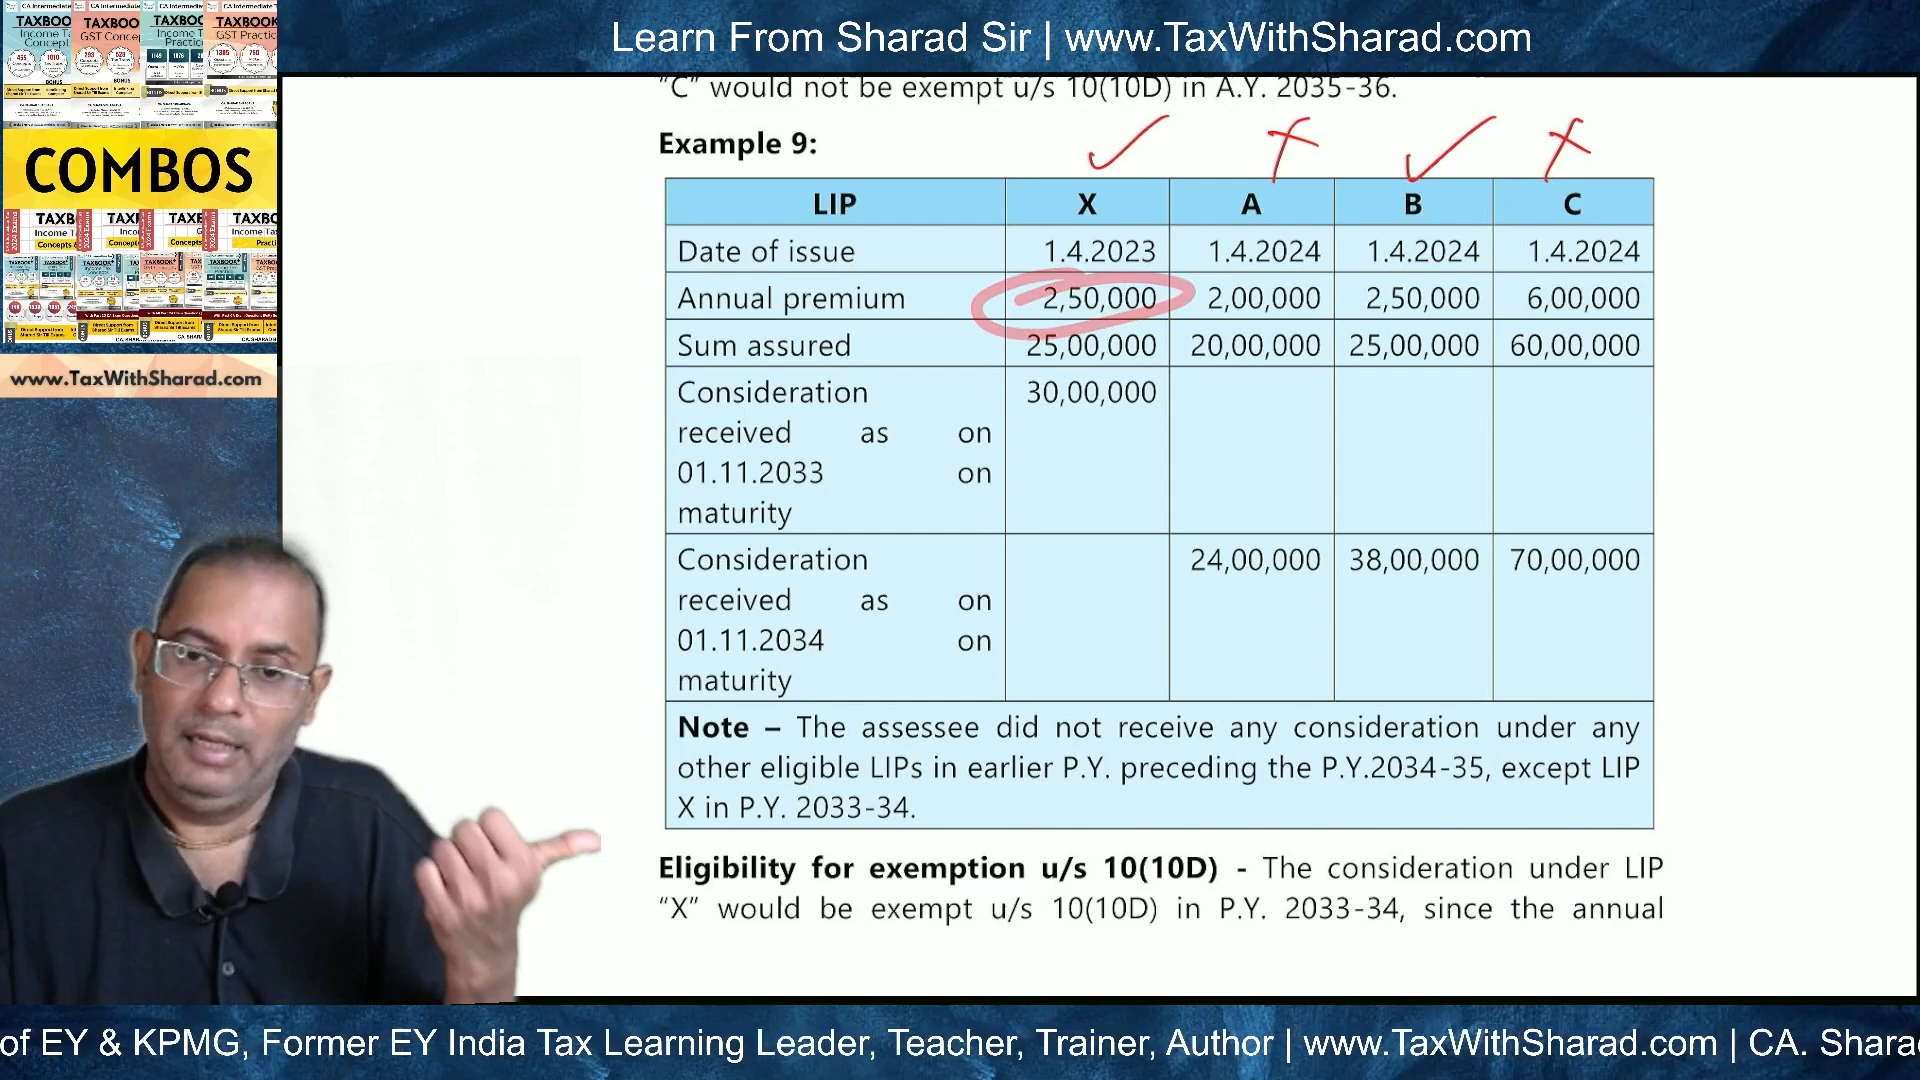 Learn From Sharad Sir | www.TaxWithSharad.com
COMBOS
www.TaxWithSharad.com
“C” would not be exempt u/s 10(10D) in A.Y. 2035-36.
Example 9:
LIP X A B C
Date of issue 1.4.2023 1.4.2024 1.4.2024 1.4.2024
Annual premium 2,50,000 2,00,000 2,50,000 6,00,000
Sum assured 25,00,000 20,00,000 25,00,000 60,00,000
Consideration 30,00,000
received as on
01.11.2033 on
maturity
Consideration 24,00,000 38,00,000 70,00,000
received as on
01.11.2034 on
maturity
Note – The assessee did not receive any consideration under any
other eligible LIPs in earlier P.Y. preceding the P.Y.2034-35, except LIP
X in P.Y. 2033-34.
Eligibility for exemption u/s 10(10D) - The consideration under LIP
“X” would be exempt u/s 10(10D) in P.Y. 2033-34, since the annual
of EY & KPMG, Former EY India Tax Learning Leader, Teacher, Trainer, Author | www.TaxWithSharad.com | CA. Shara